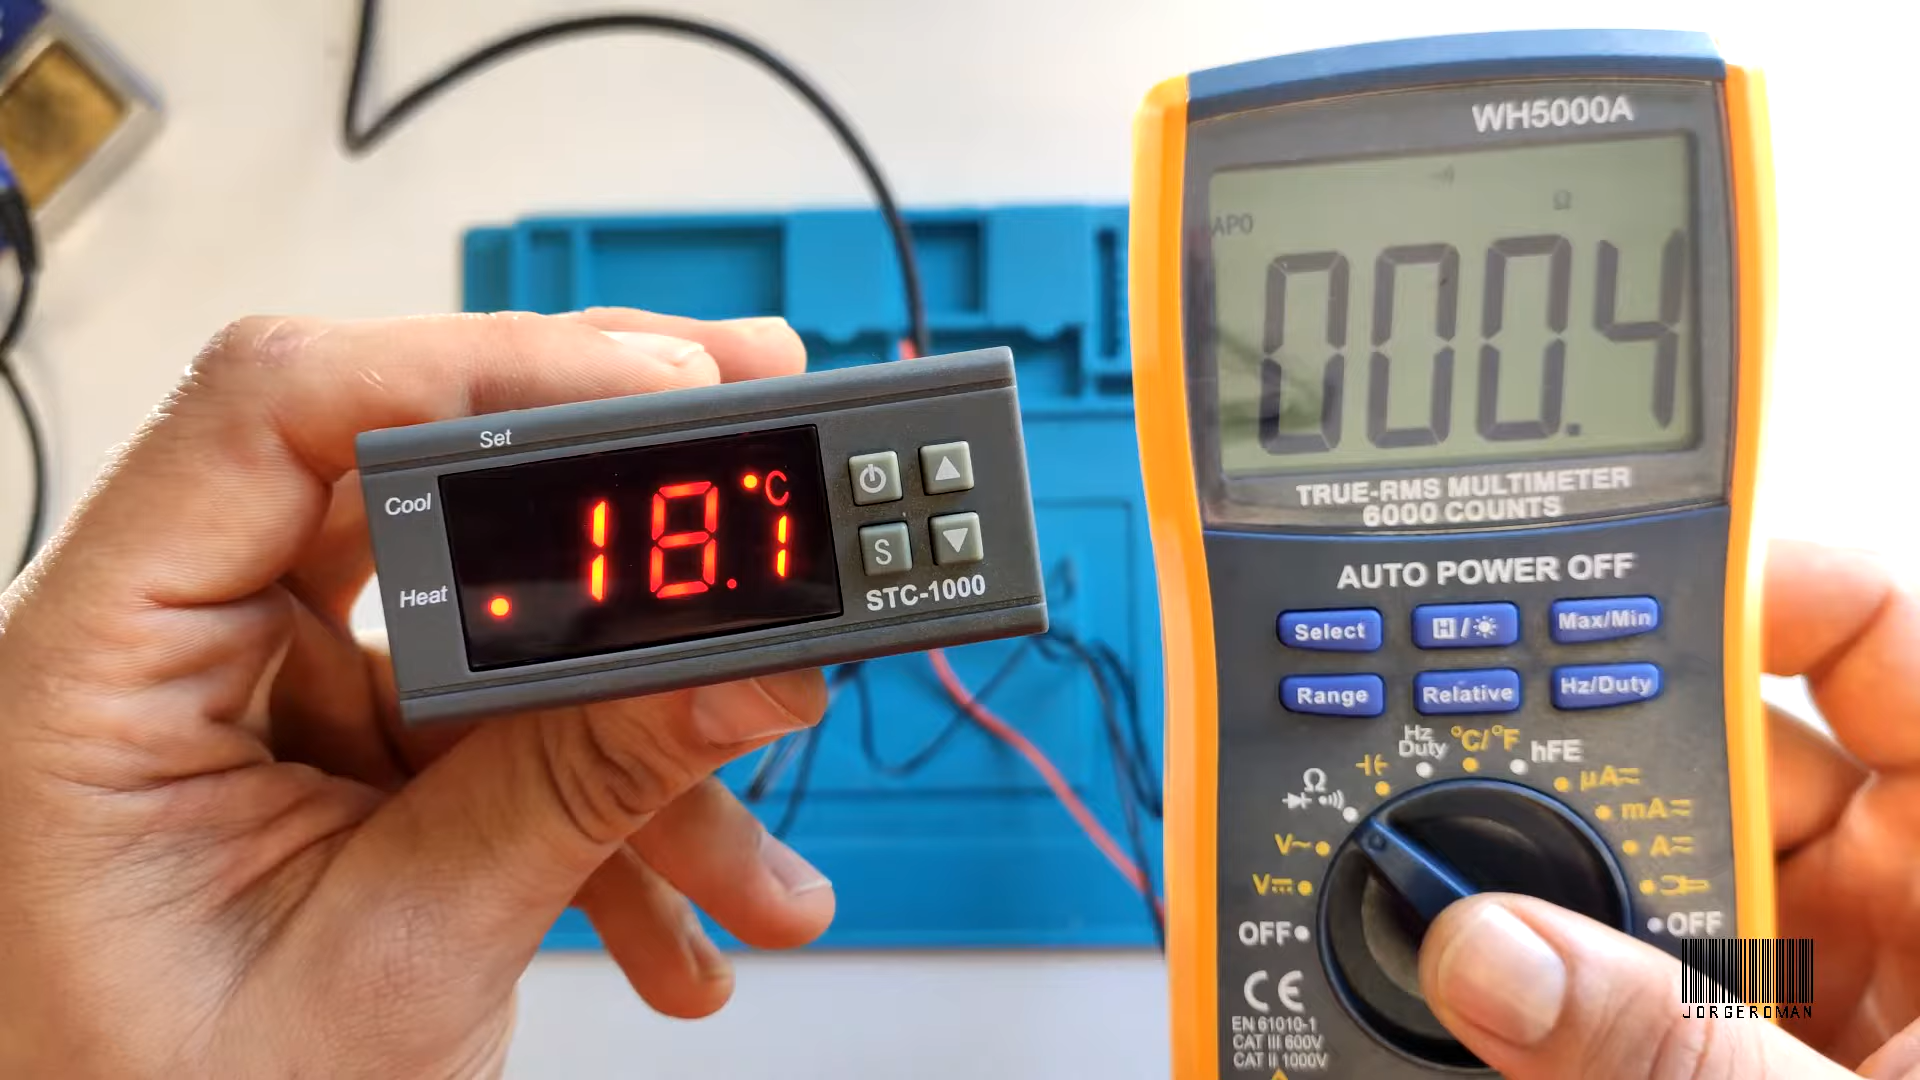 Set
Cool
Heat
18.1
°C
S
STC-1000
WH5000A
APO
Ω
000.4
TRUE-RMS MULTIMETER
6000 COUNTS
AUTO POWER OFF
Select
H/
Max/Min
Range
Relative
Hz/Duty
Hz
Duty
°C/°F
hFE
Ω
µA
mA
A
V~
V
OFF
OFF
CE
EN 61010-1
CAT III 600V
CAT II 1000V
JORGEROMAN